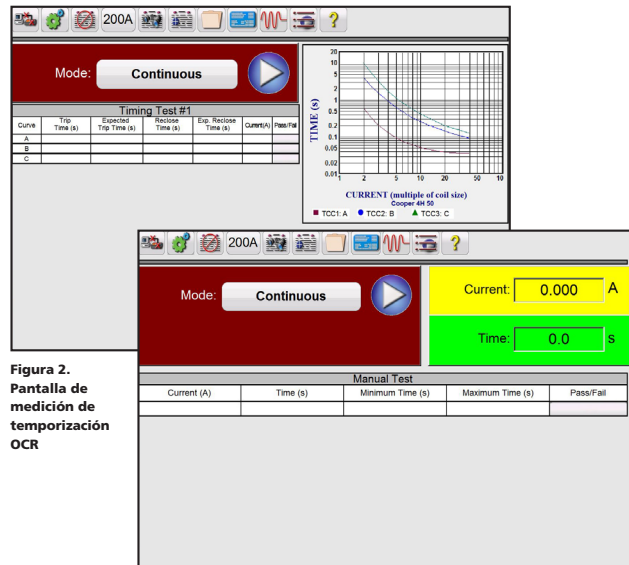 200A
?
Mode: Continuous
Timing Test #1
Curve Trip Time (s) Expected Trip Time (s) Reclose Time (s) Exp. Reclose Time (s) Current(A) Pass/Fail
A
B
C
TIME (s)
20
10
5
2
1
0.5
0.2
0.1
0.05
0.02
0.01
1 2 5 10 20 50 10
CURRENT (multiple of coil size)
Cooper 4H 50
TCC1: A TCC2: B TCC3: C
200A
?
Mode: Continuous
Current: 0.000 A
Time: 0.0 s
Manual Test
Current (A) Time (s) Minimum Time (s) Maximum Time (s) Pass/Fail
Figura 2.
Pantalla de
medición de
temporización
OCR